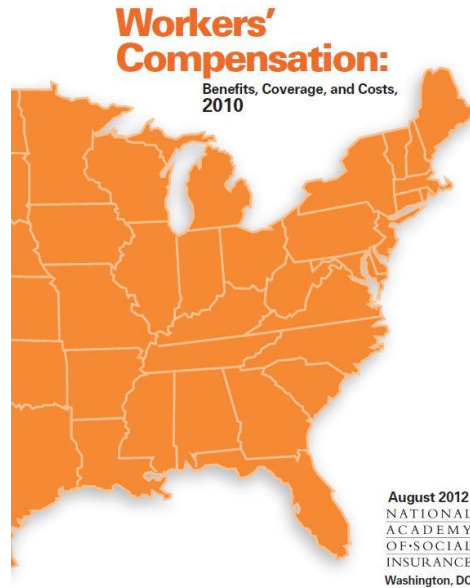 Workers'
Compensation:
Benefits, Coverage, and Costs,
2010
August 2012
NATIONAL
ACADEMY
OF•SOCIAL
INSURANCE
Washington, DC